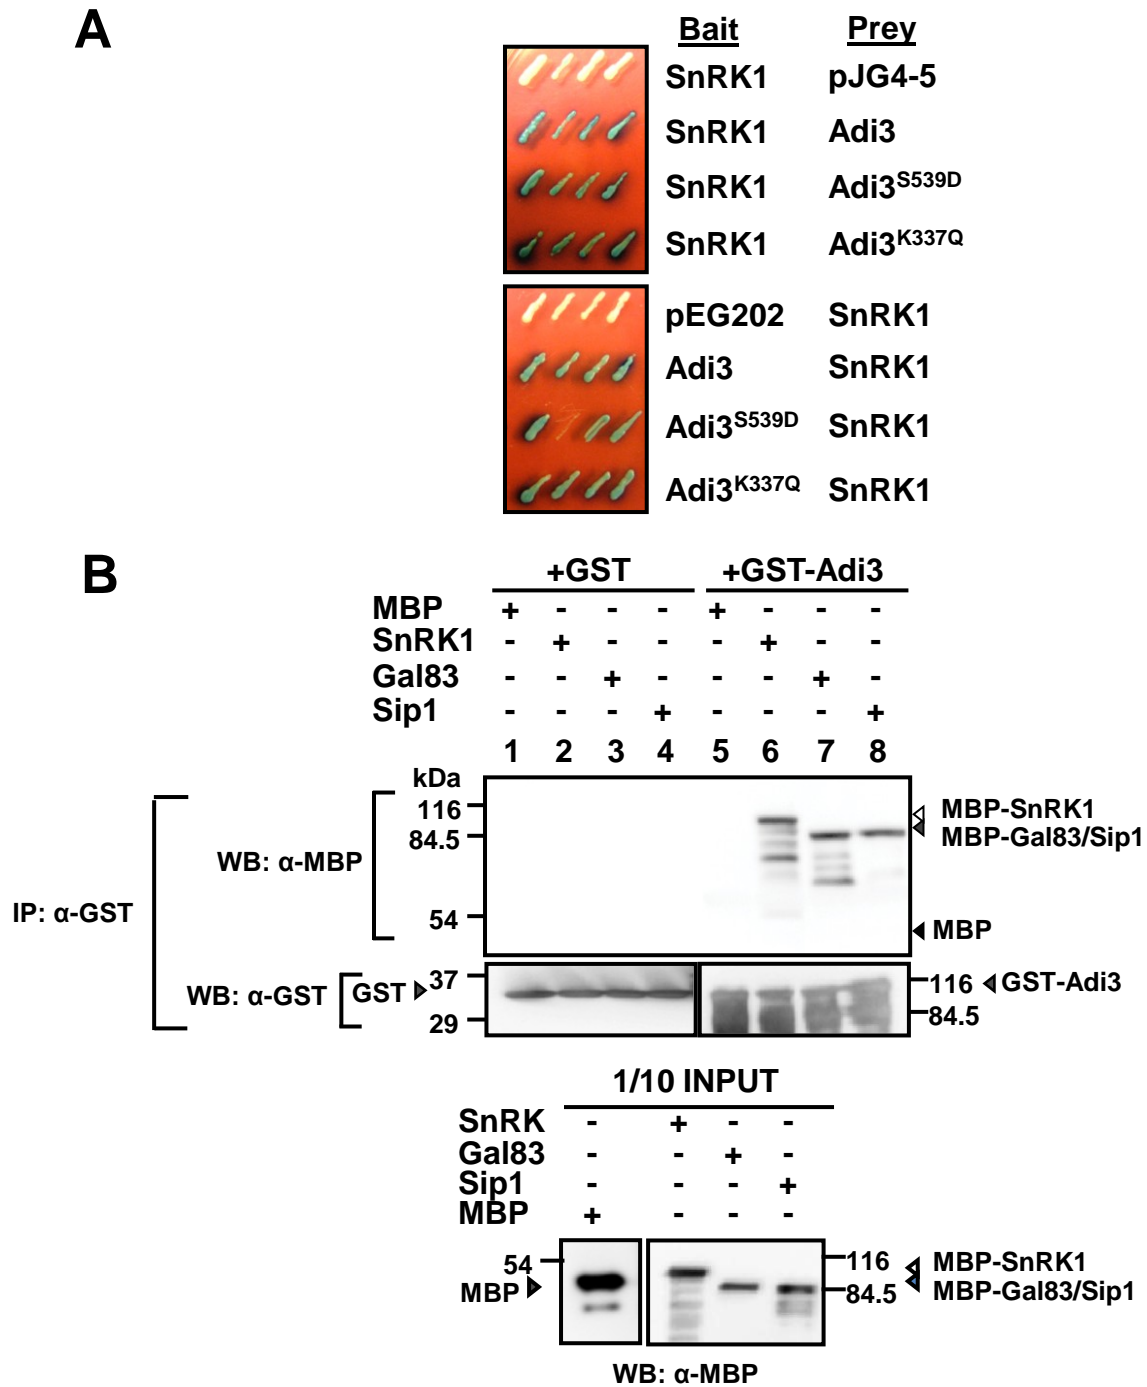 A
Bait Prey
SnRK1 pJG4-5
SnRK1 Adi3
SnRK1 Adi3S539D
SnRK1 Adi3K337Q
pEG202 SnRK1
Adi3 SnRK1
Adi3S539D SnRK1
Adi3K337Q SnRK1
B
+GST +GST-Adi3
MBP + - - - + - - -
SnRK1 - + - - - + - -
Gal83 - - + - - - + -
Sip1 - - - + - - - +
1 2 3 4 5 6 7 8
kDa
116
84.5
54
MBP-SnRK1
MBP-Gal83/Sip1
MBP
WB: α-MBP
IP: α-GST
WB: α-GST GST 37
29
116 GST-Adi3
84.5
1/10 INPUT
SnRK - + - -
Gal83 - - + -
Sip1 - - - +
MBP + - - -
54
MBP
116 MBP-SnRK1
84.5 MBP-Gal83/Sip1
WB: α-MBP